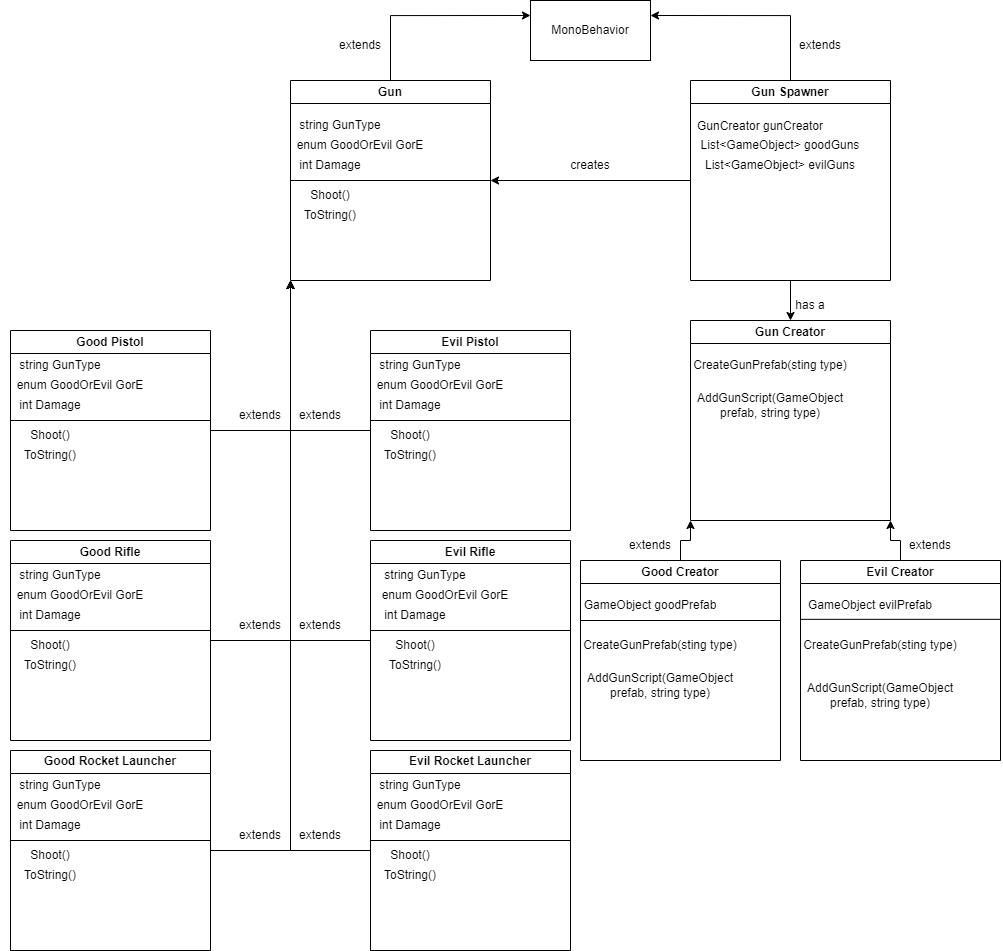 MonoBehavior
extends
extends
Gun
string GunType
enum GoodOrEvil GorE
int Damage
Shoot()
ToString()
creates
Gun Spawner
GunCreator gunCreator
List<GameObject> goodGuns
List<GameObject> evilGuns
has a
Gun Creator
CreateGunPrefab(sting type)
AddGunScript(GameObject
prefab, string type)
Good Pistol
string GunType
enum GoodOrEvil GorE
int Damage
Shoot()
ToString()
extends
extends
Evil Pistol
string GunType
enum GoodOrEvil GorE
int Damage
Shoot()
ToString()
Good Rifle
string GunType
enum GoodOrEvil GorE
int Damage
Shoot()
ToString()
extends
extends
Evil Rifle
string GunType
enum GoodOrEvil GorE
int Damage
Shoot()
ToString()
extends
extends
Good Creator
GameObject goodPrefab
CreateGunPrefab(sting type)
AddGunScript(GameObject
prefab, string type)
Evil Creator
GameObject evilPrefab
CreateGunPrefab(sting type)
AddGunScript(GameObject
prefab, string type)
Good Rocket Launcher
string GunType
enum GoodOrEvil GorE
int Damage
Shoot()
ToString()
extends
extends
Evil Rocket Launcher
string GunType
enum GoodOrEvil GorE
int Damage
Shoot()
ToString()